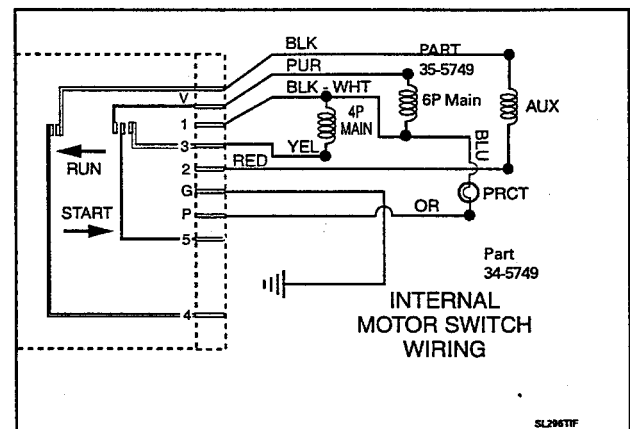 BLK
PART
35-5749
PUR
V
BLK - WHT
1
4P
MAIN
6P Main
AUX
3
YEL
BLU
RUN
2
RED
G
PRCT
START
P
OR
5
Part
34-5749
4
INTERNAL
MOTOR SWITCH
WIRING
SL296TIF